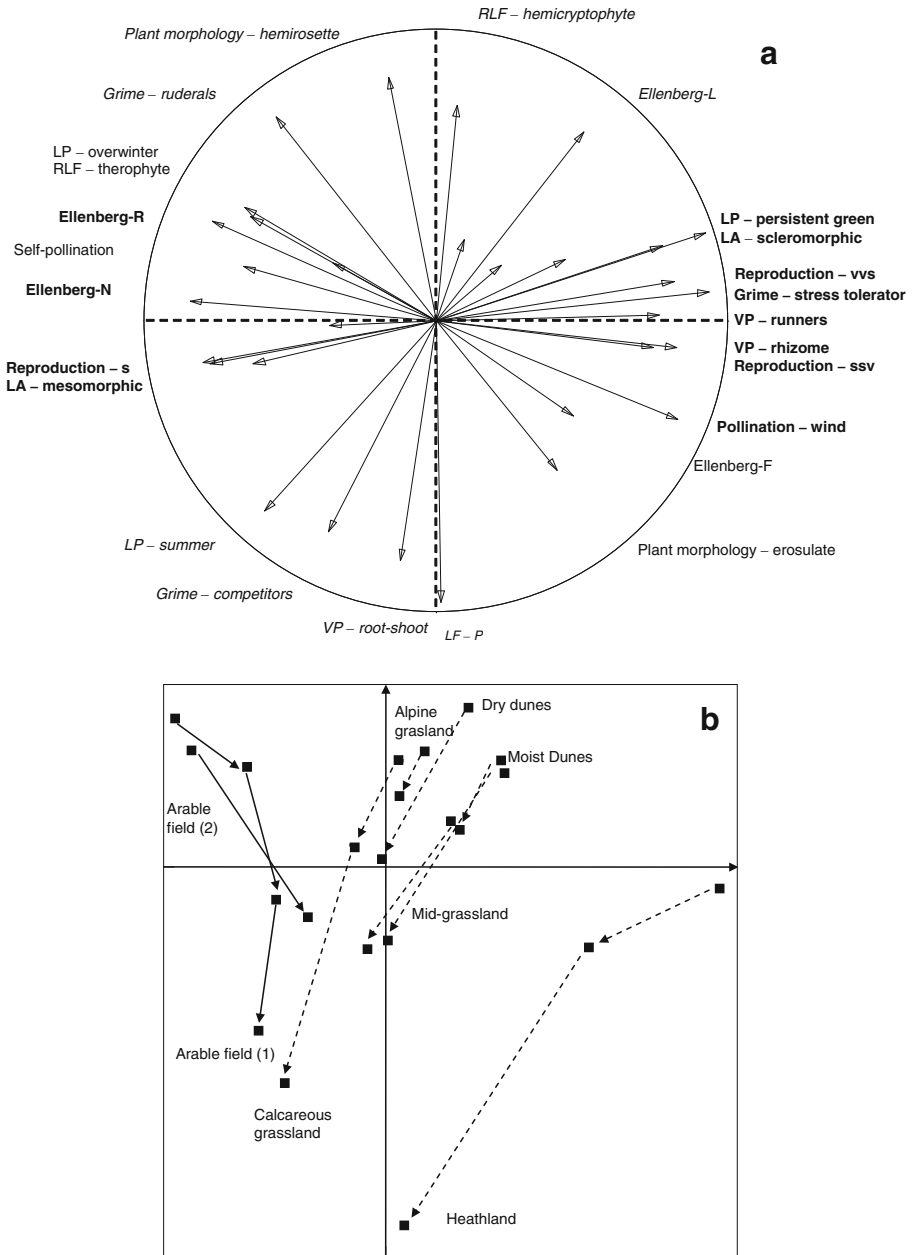 RLF – hemicryptophyte
Plant morphology - hemirosette
a
Grime – ruderals
Ellenberg-L
LP – overwinter
RLF – therophyte
Ellenberg-R
Self-pollination
Ellenberg-N
LP – persistent green
LA – scleromorphic
Reproduction – vvs
Grime – stress tolerator
VP – runners
VP – rhizome
Reproduction – ssv
Reproduction – s
LA – mesomorphic
Pollination – wind
Ellenberg-F
LP – summer
Plant morphology – erosulate
Grime – competitors
VP – root-shoot
LF – P
b
Dry dunes
Alpine
grasland
Moist Dunes
Arable
field (2)
Mid-grassland
Arable field (1)
Calcareous
grassland
Heathland